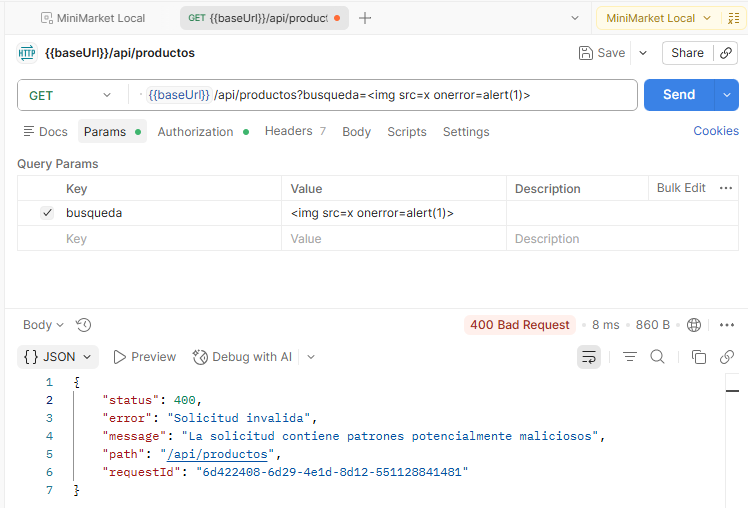 MiniMarket Local
GET {{baseUrl}}/api/product
MiniMarket Local
HTTP {{baseUrl}}/api/productos
Save
Share
GET
{{baseUrl}} /api/productos?busqueda=<img src=x onerror=alert(1)>
Send
Docs Params Authorization Headers 7 Body Scripts Settings
Cookies
Query Params
Key Value Description Bulk Edit
busqueda <img src=x onerror=alert(1)>
Key Value Description
Body
400 Bad Request • 8 ms • 860 B
{} JSON Preview Debug with AI
1 {
2 "status": 400,
3 "error": "Solicitud invalida",
4 "message": "La solicitud contiene patrones potencialmente maliciosos",
5 "path": "/api/productos",
6 "requestId": "6d422408-6d29-4e1d-8d12-551128841481"
7 }